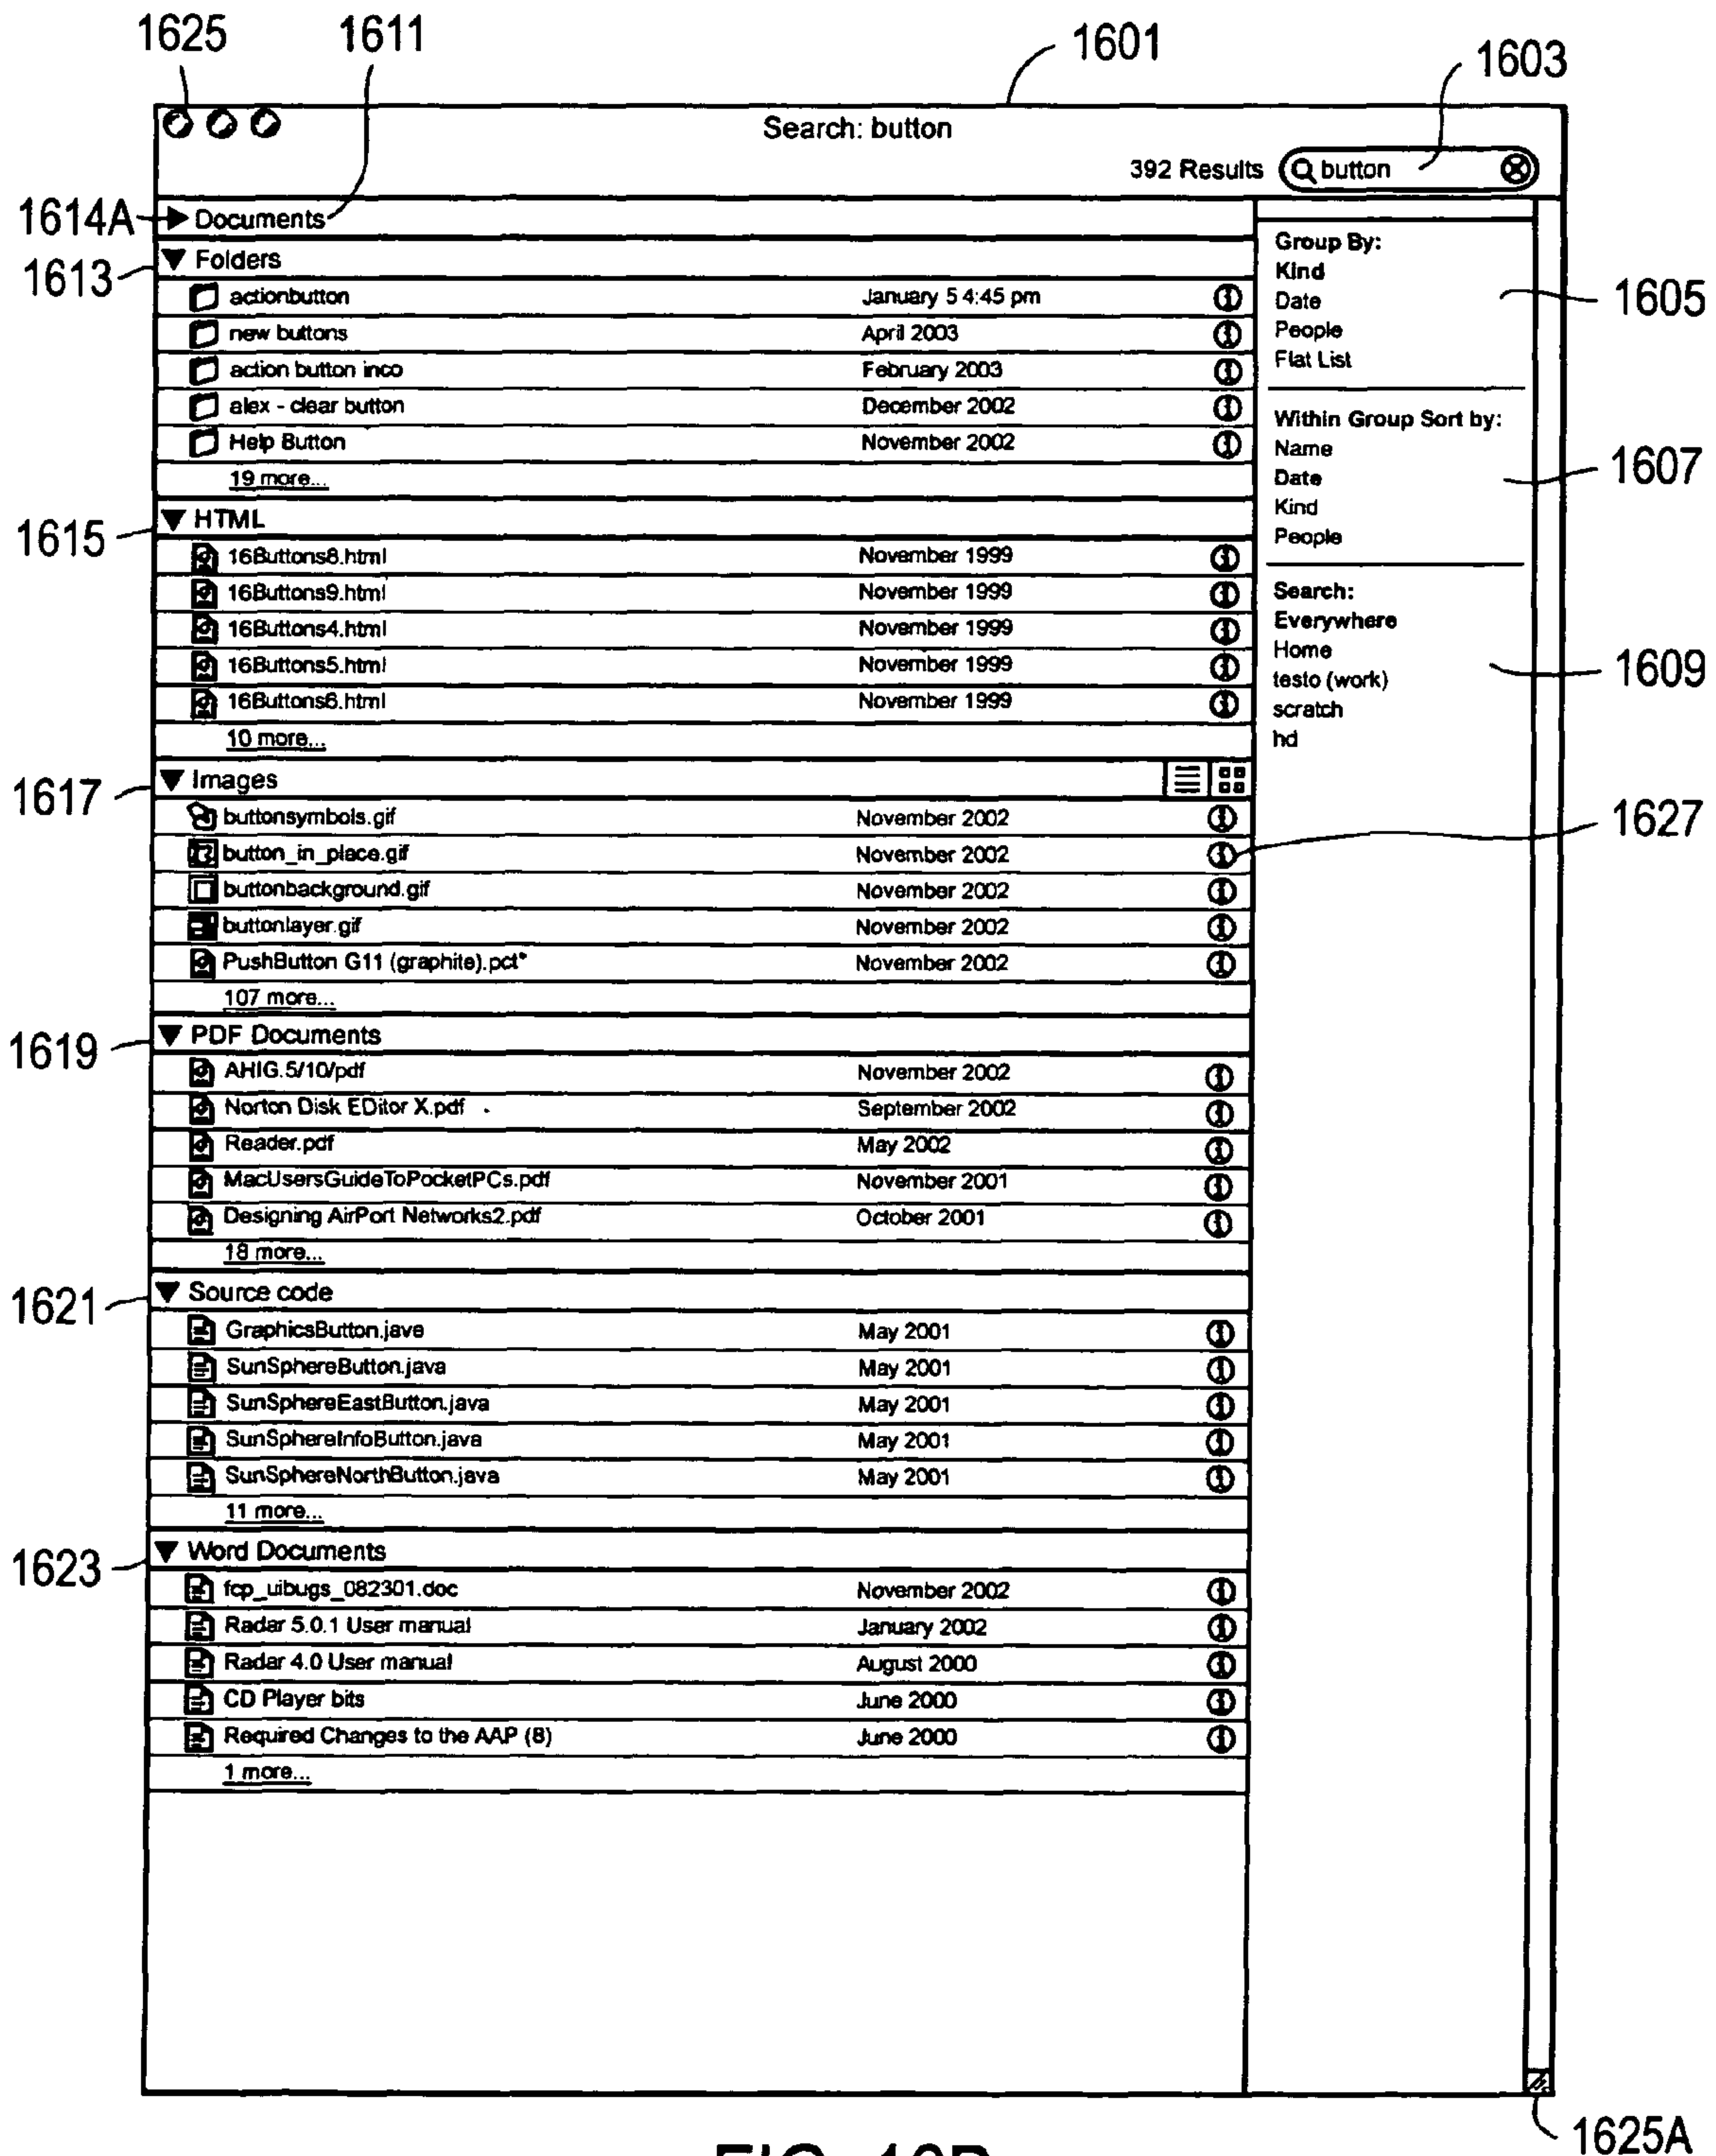 1625
1611
1601
1603
Search: button
392 Results
button
1614A
Documents
1613
Folders
actionbutton January 5 4:45 pm
new buttons April 2003
action button inco February 2003
alex - clear button December 2002
Help Button November 2002
19 more...
1615
HTML
16Buttons8.html November 1999
16Buttons9.html November 1999
16Buttons4.html November 1999
16Buttons5.html November 1999
16Buttons6.html November 1999
10 more...
1617
Images
buttonsymbols.gif November 2002
button_in_place.gif November 2002
buttonbackground.gif November 2002
buttonlayer.gif November 2002
PushButton G11 (graphite).pct* November 2002
107 more...
1619
PDF Documents
AHIG.5/10/pdf November 2002
Norton Disk EDitor X.pdf September 2002
Reader.pdf May 2002
MacUsersGuideToPocketPCs.pdf November 2001
Designing AirPort Networks2.pdf October 2001
18 more...
1621
Source code
GraphicsButton.java May 2001
SunSphereButton.java May 2001
SunSphereEastButton.java May 2001
SunSphereInfoButton.java May 2001
SunSphereNorthButton.java May 2001
11 more...
1623
Word Documents
fcp_uibugs_082301.doc November 2002
Radar 5.0.1 User manual January 2002
Radar 4.0 User manual August 2000
CD Player bits June 2000
Required Changes to the AAP (8) June 2000
1 more...
Group By:
Kind
Date
People
Flat List
1605
Within Group Sort by:
Name
Date
Kind
People
1607
Search:
Everywhere
Home
testo (work)
scratch
hd
1609
1627
1625A